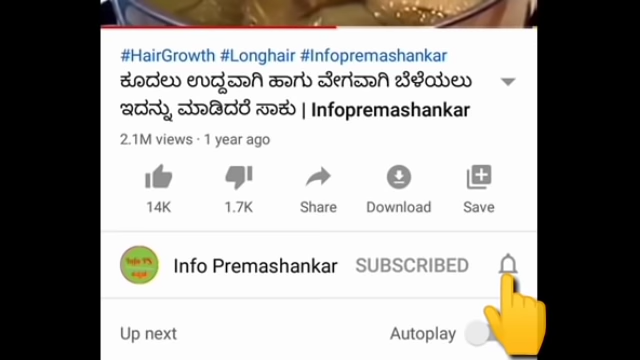 #HairGrowth #Longhair #Infopremashankar
ಕೂದಲು ಉದ್ದವಾಗಿ ಹಾಗು ವೇಗವಾಗಿ ಬೆಳೆಯಲು
ಇದನ್ನು ಮಾಡಿದರೆ ಸಾಕು | Infopremashankar
2.1M views · 1 year ago
14K 1.7K Share Download Save
Info Premashankar SUBSCRIBED
Up next Autoplay